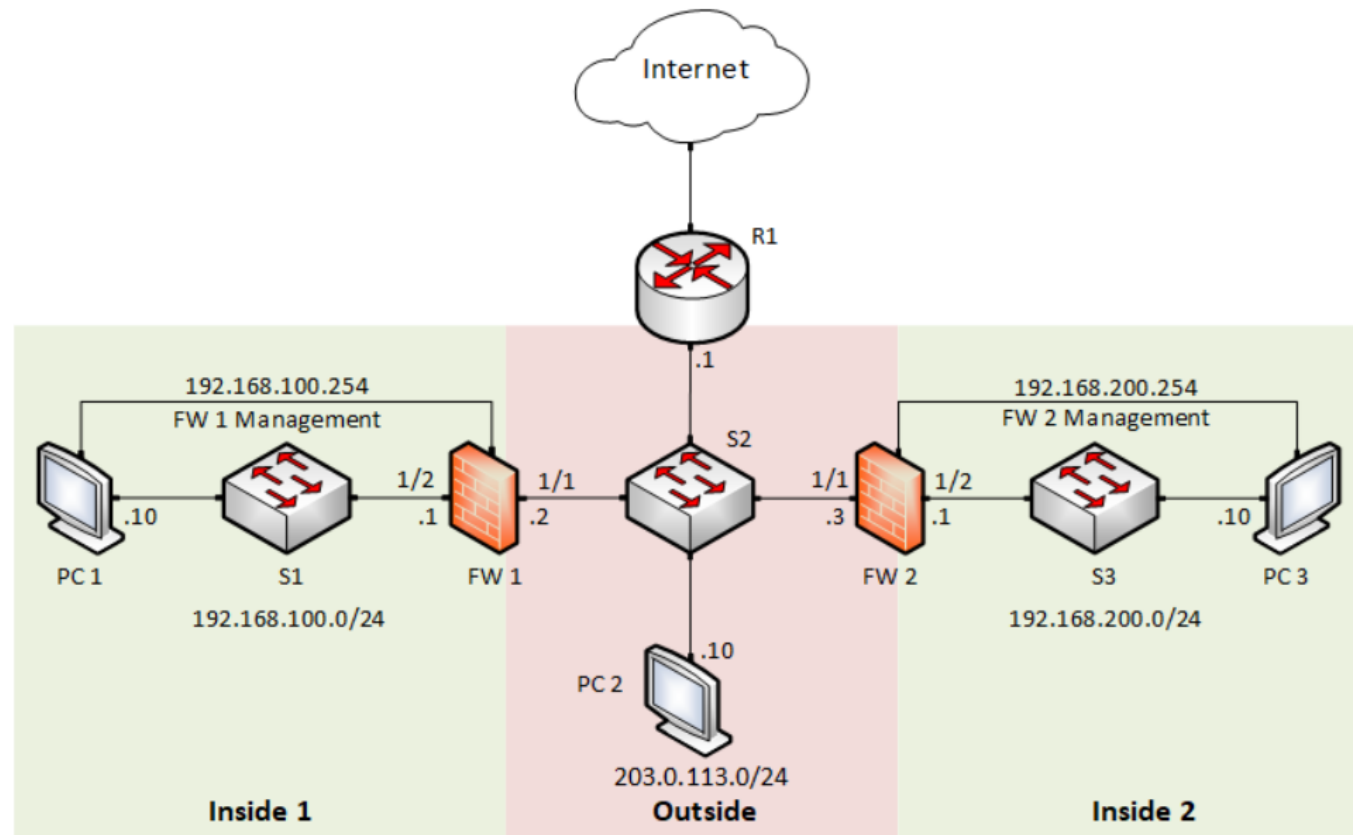 Internet
R1
.1
192.168.100.254
FW 1 Management
192.168.200.254
FW 2 Management
S2
1/2
1/1
1/1
1/2
.10
.1
.2
.3
.1
.10
PC 1
S1
FW 1
FW 2
S3
PC 3
192.168.100.0/24
192.168.200.0/24
.10
PC 2
203.0.113.0/24
Inside 1
Outside
Inside 2